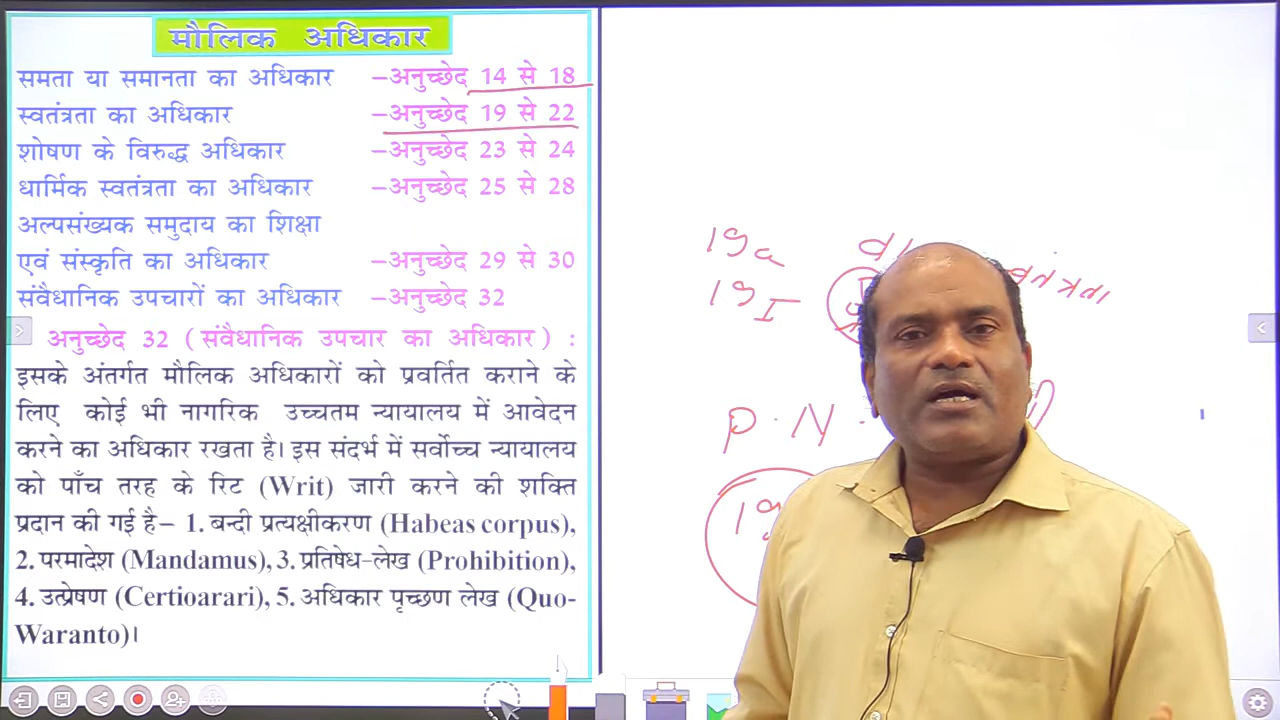 मौलिक अधिकार
समता या समानता का अधिकार –अनुच्छेद 14 से 18
स्वतंत्रता का अधिकार –अनुच्छेद 19 से 22
शोषण के विरुद्ध अधिकार –अनुच्छेद 23 से 24
धार्मिक स्वतंत्रता का अधिकार –अनुच्छेद 25 से 28
अल्पसंख्यक समुदाय का शिक्षा
एवं संस्कृति का अधिकार –अनुच्छेद 29 से 30
संवैधानिक उपचारों का अधिकार –अनुच्छेद 32
अनुच्छेद 32 ( संवैधानिक उपचार का अधिकार ) :
इसके अंतर्गत मौलिक अधिकारों को प्रवर्तित कराने के
लिए कोई भी नागरिक उच्चतम न्यायालय में आवेदन
करने का अधिकार रखता है। इस संदर्भ में सर्वोच्च न्यायालय
को पाँच तरह के रिट (Writ) जारी करने की शक्ति
प्रदान की गई है– 1. बन्दी प्रत्यक्षीकरण (Habeas corpus),
2. परमादेश (Mandamus), 3. प्रतिषेध-लेख (Prohibition),
4. उत्प्रेषण (Certioarari), 5. अधिकार पृच्छण लेख (Quo-
Waranto)।
19a
19I
P. N.
19